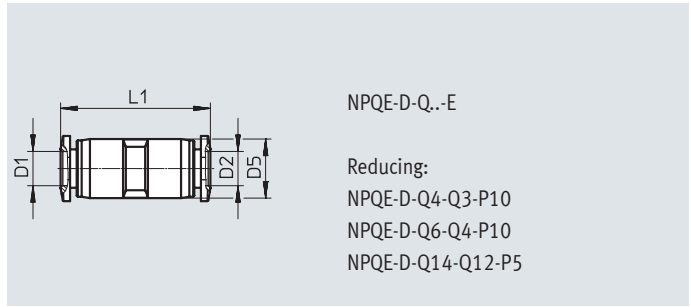 L1
D1
D2
D5
NPQE-D-Q..-E
Reducing:
NPQE-D-Q4-Q3-P10
NPQE-D-Q6-Q4-P10
NPQE-D-Q14-Q12-P5